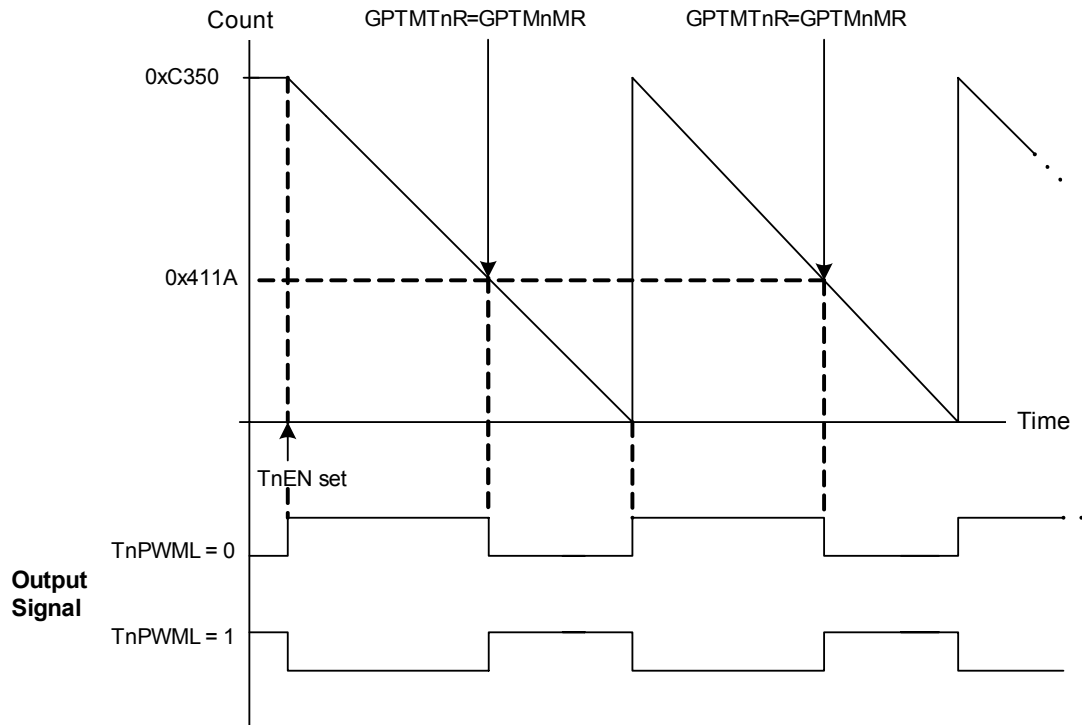 Count
GPTMTnR=GPTMnMR
GPTMTnR=GPTMnMR
0xC350
0x411A
Time
TnEN set
TnPWML = 0
Output
Signal
TnPWML = 1